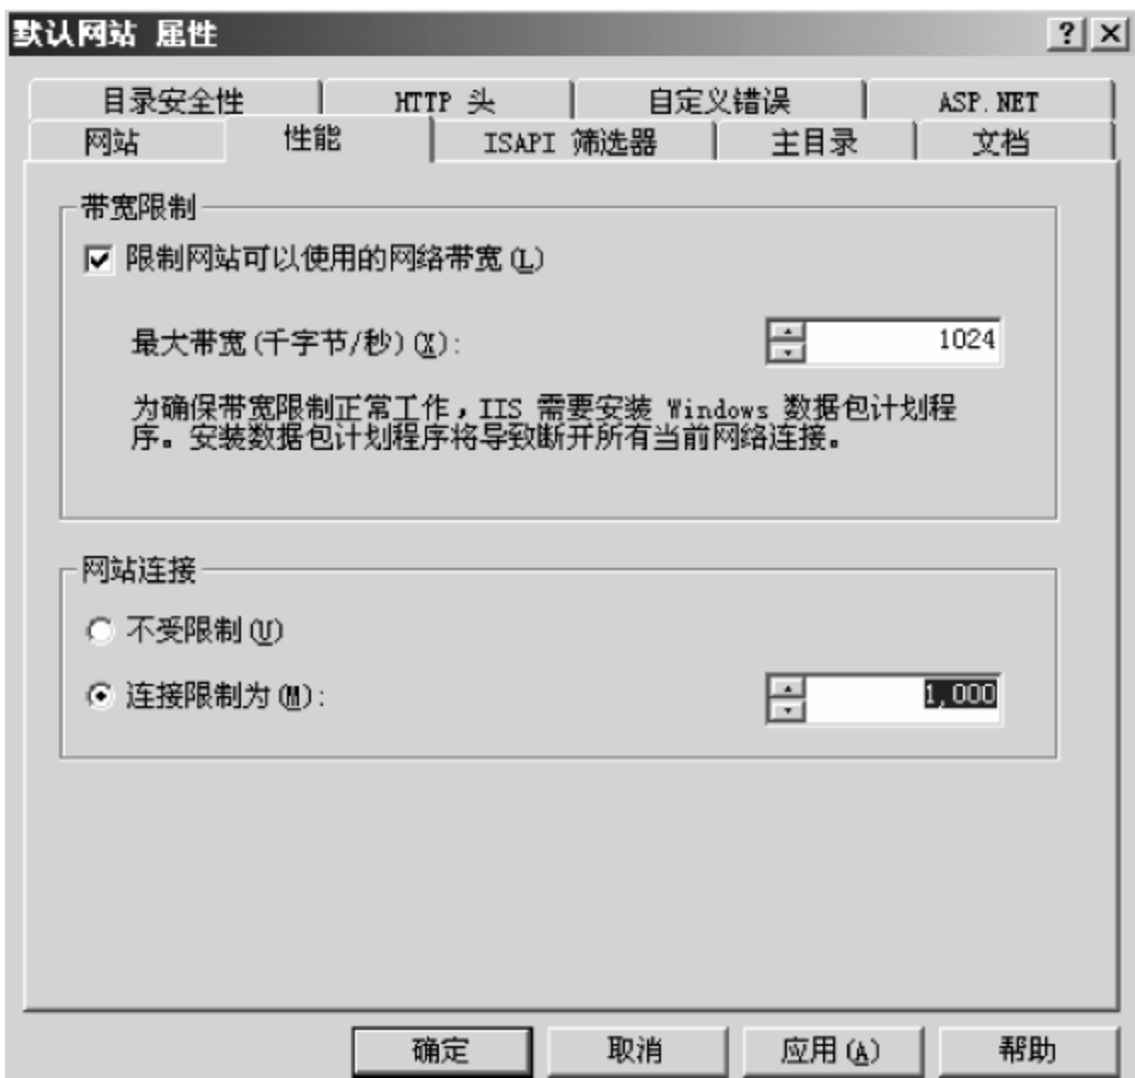 默认网站 属性
目录安全性 HTTP 头 自定义错误 ASP.NET
网站 性能 ISAPI 筛选器 主目录 文档
带宽限制
限制网站可以使用的网络带宽(L)
最大带宽(千字节/秒)(X): 1024
为确保带宽限制正常工作，IIS 需要安装 Windows 数据包计划程
序。安装数据包计划程序将导致断开所有当前网络连接。
网站连接
不受限制(U)
连接限制为(M): 1,000
确定 取消 应用(A) 帮助